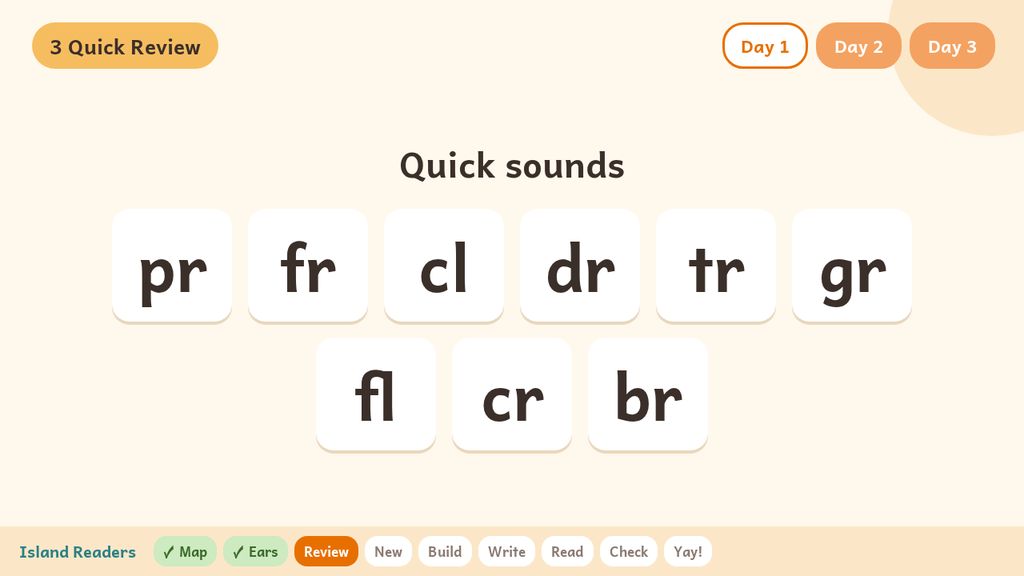 3 Quick Review
Day 1 Day 2 Day 3
Quick sounds
pr fr cl dr tr gr
fl cr br
Island Readers ✓ Map ✓ Ears Review New Build Write Read Check Yay!